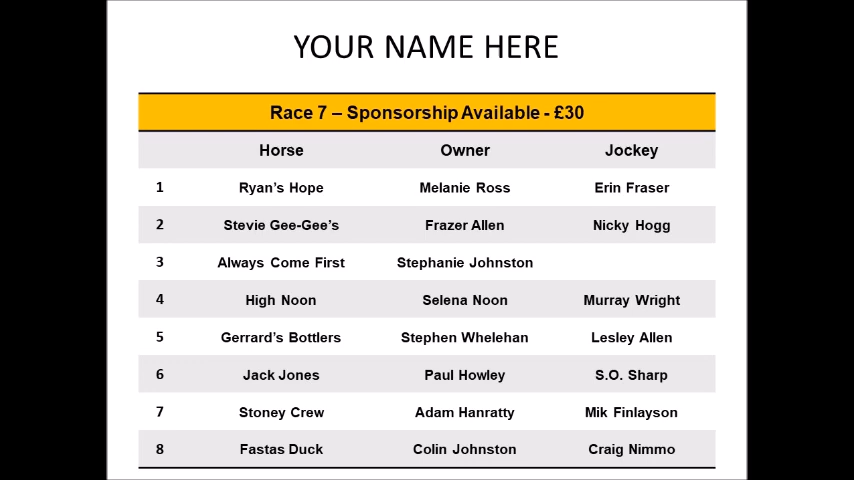 YOUR NAME HERE
Race 7 – Sponsorship Available - £30
Horse Owner Jockey
1 Ryan's Hope Melanie Ross Erin Fraser
2 Stevie Gee-Gee's Frazer Allen Nicky Hogg
3 Always Come First Stephanie Johnston
4 High Noon Selena Noon Murray Wright
5 Gerrard's Bottlers Stephen Whelehan Lesley Allen
6 Jack Jones Paul Howley S.O. Sharp
7 Stoney Crew Adam Hanratty Mik Finlayson
8 Fastas Duck Colin Johnston Craig Nimmo